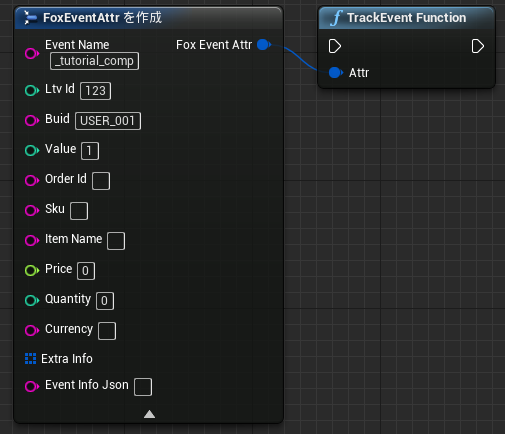 FoxEventAttr を作成
Event Name
_tutorial_comp
Fox Event Attr
Ltv Id 123
Buid USER_001
Value 1
Order Id
Sku
Item Name
Price 0
Quantity 0
Currency
Extra Info
Event Info Json
f TrackEvent Function
Attr